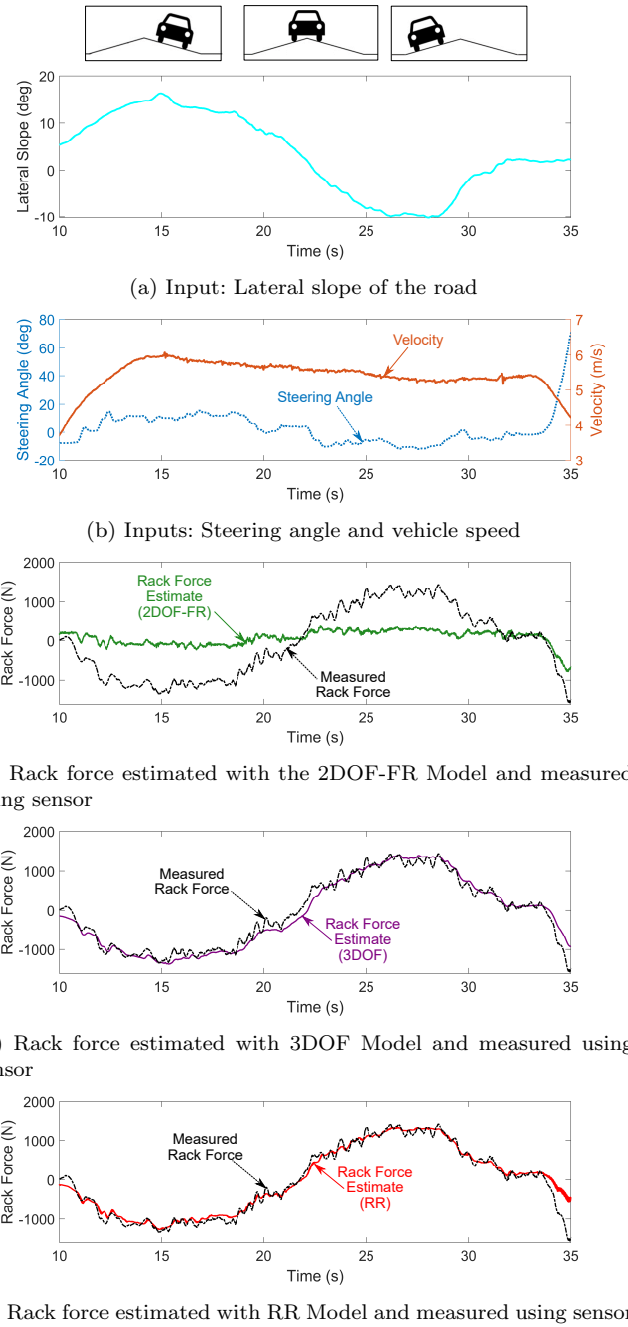 20
10
0
-10
Lateral Slope (deg)
10 15 20 25 30 35
Time (s)
(a) Input: Lateral slope of the road
80
60
40
20
0
-20
Steering Angle (deg)
Velocity
Steering Angle
7
6
5
4
3
Velocity (m/s)
10 15 20 25 30 35
Time (s)
(b) Inputs: Steering angle and vehicle speed
2000
1000
0
-1000
Rack Force (N)
Rack Force
Estimate
(2DOF-FR)
Measured
Rack Force
10 15 20 25 30 35
Time (s)
Rack force estimated with the 2DOF-FR Model and measured
ng sensor
2000
1000
0
-1000
Rack Force (N)
Measured
Rack Force
Rack Force
Estimate
(3DOF)
10 15 20 25 30 35
Time (s)
) Rack force estimated with 3DOF Model and measured using
nsor
2000
1000
0
-1000
Rack Force (N)
Measured
Rack Force
Rack Force
Estimate
(RR)
10 15 20 25 30 35
Time (s)
Rack force estimated with RR Model and measured using sensor